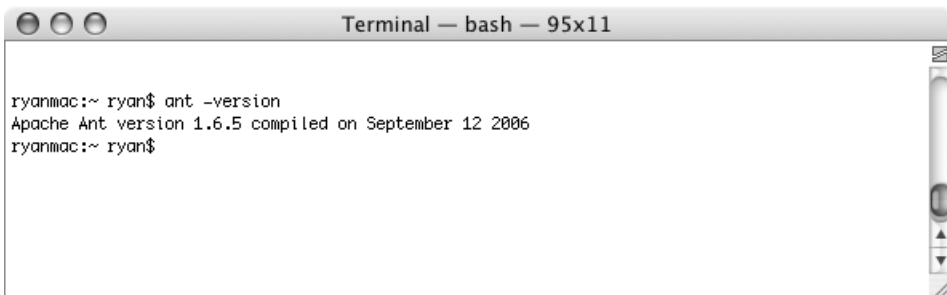 Terminal — bash — 95x11
ryanmac:~ ryan$ ant -version
Apache Ant version 1.6.5 compiled on September 12 2006
ryanmac:~ ryan$